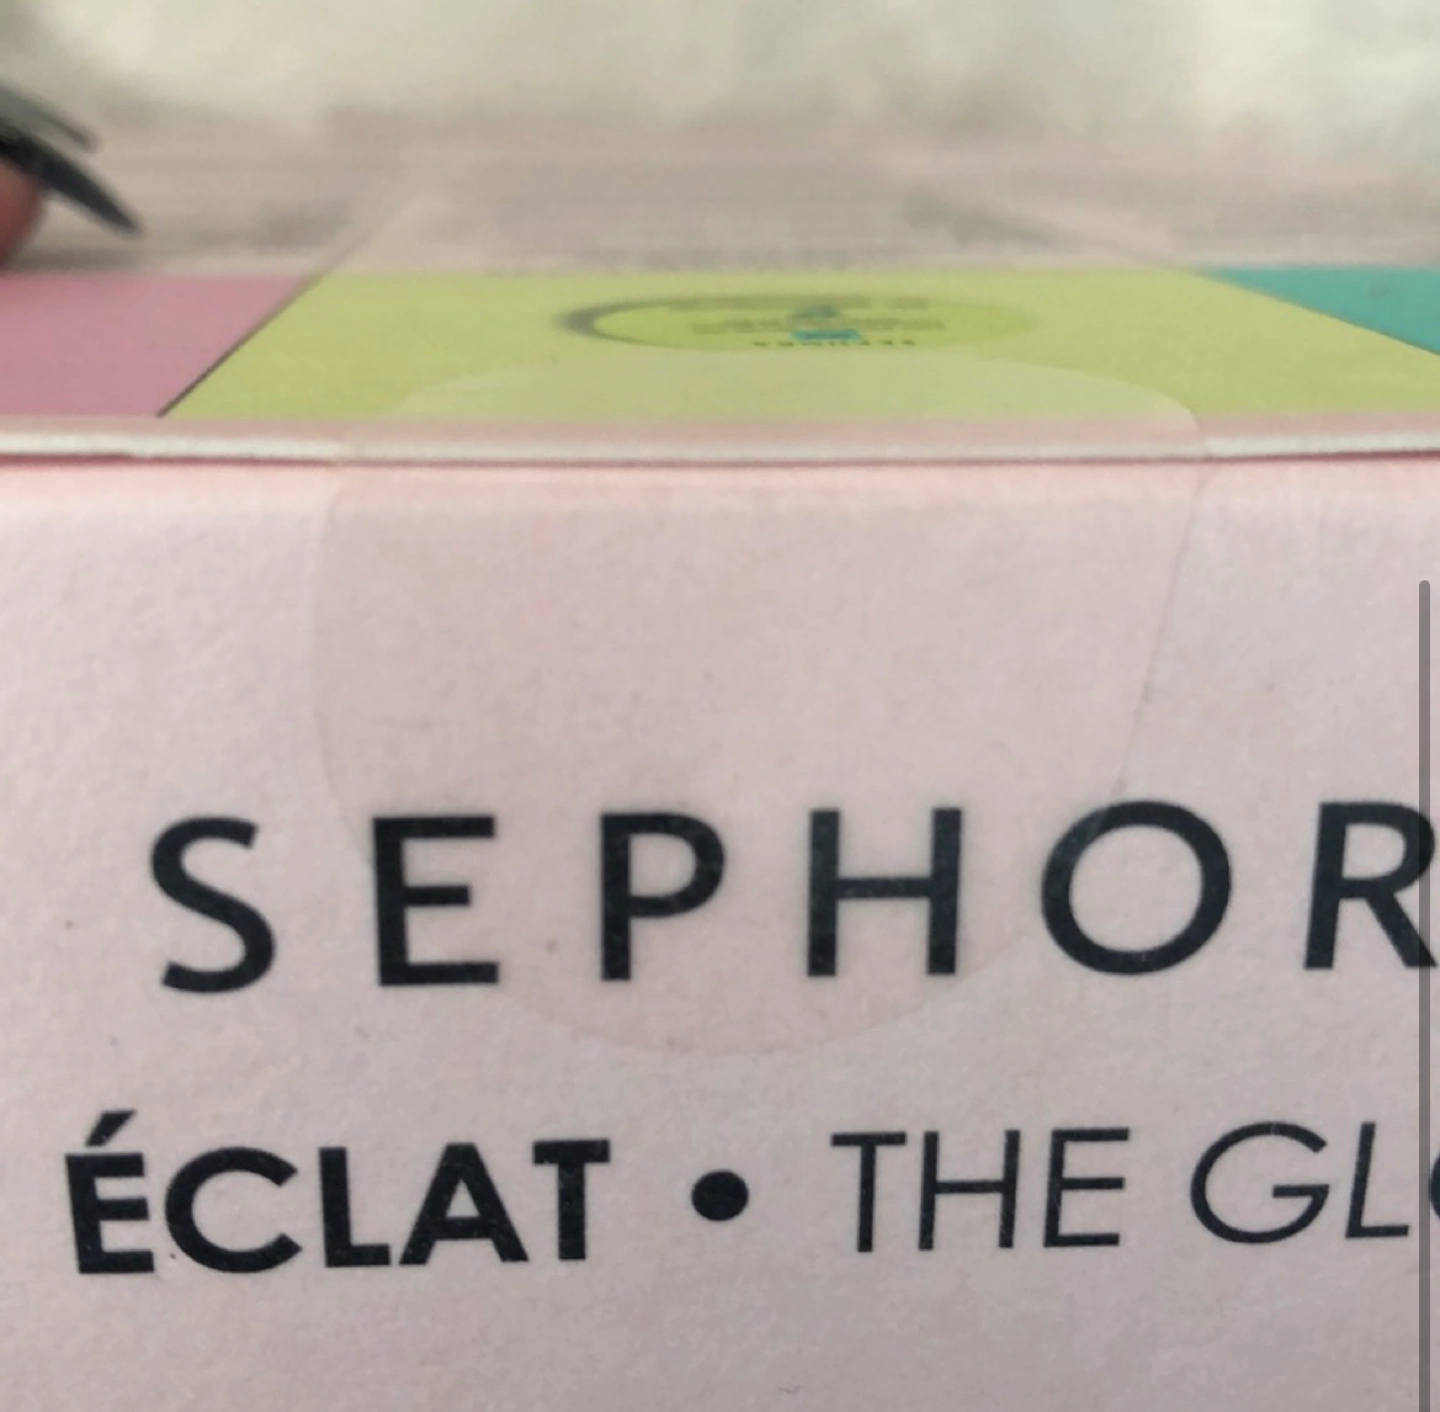 SEPHOR
ÉCLAT • THE GL